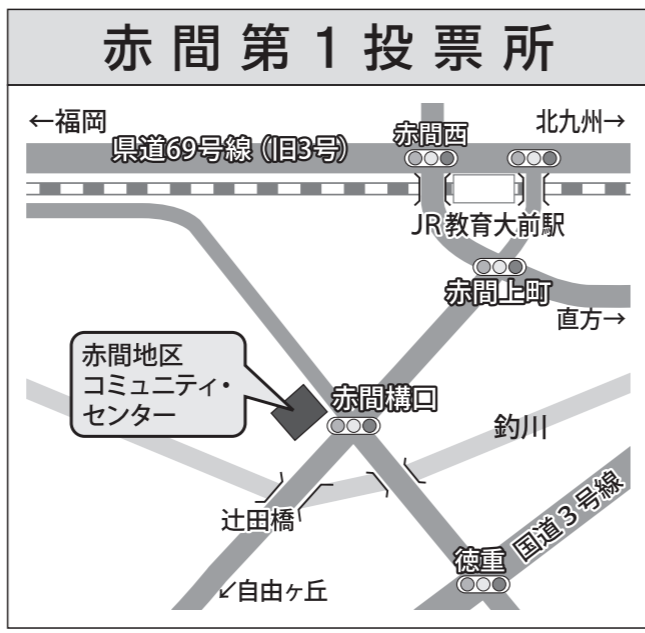 赤間第1投票所
←福岡
北九州→
県道69号線(旧3号)
赤間西
JR教育大前駅
赤間上町
直方→
赤間地区
コミュニティ・
センター
赤間構口
釣川
辻田橋
国道3号線
徳重
↙自由ヶ丘